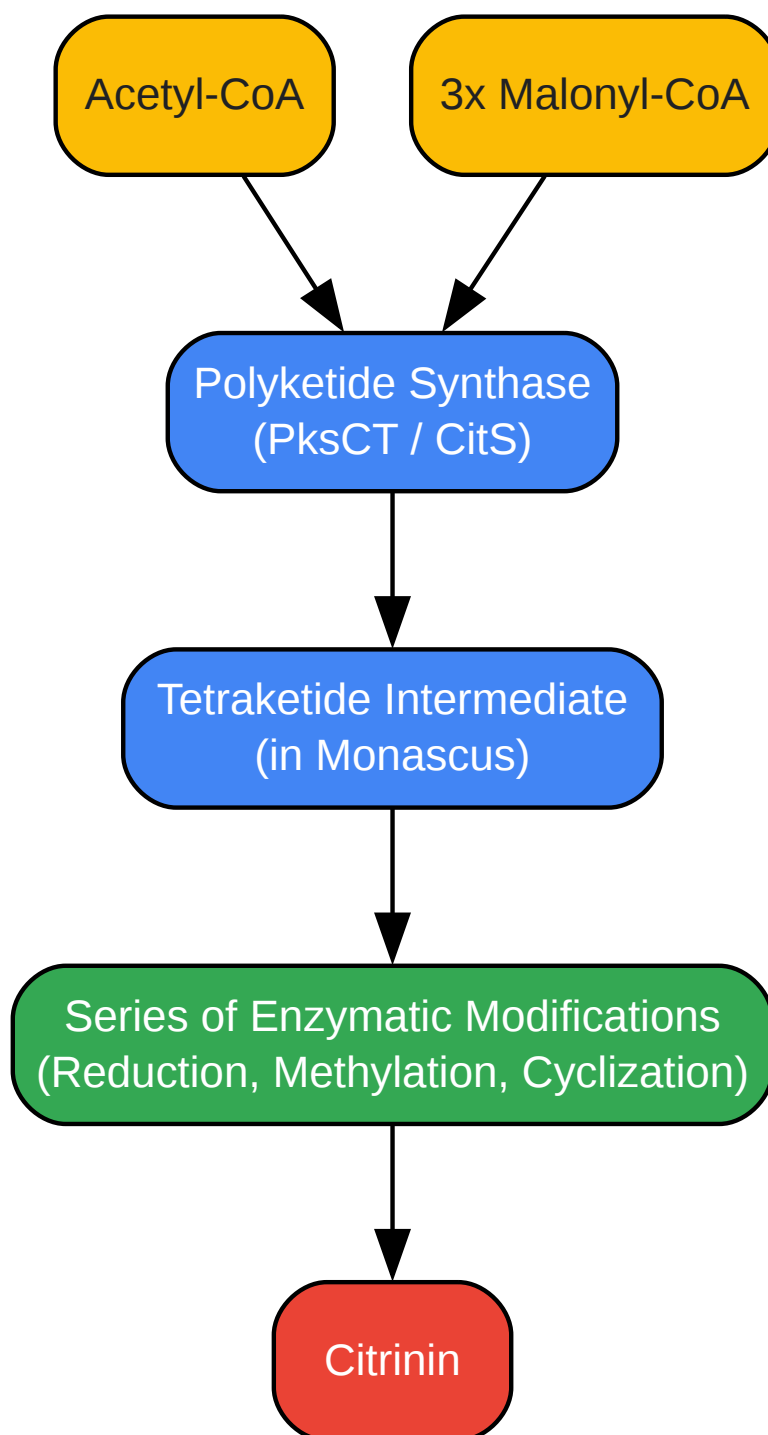 Acetyl-CoA
3x Malonyl-CoA
Polyketide Synthase
(PksCT / CitS)
Tetraketide Intermediate
(in Monascus)
Series of Enzymatic Modifications
(Reduction, Methylation, Cyclization)
Citrinin